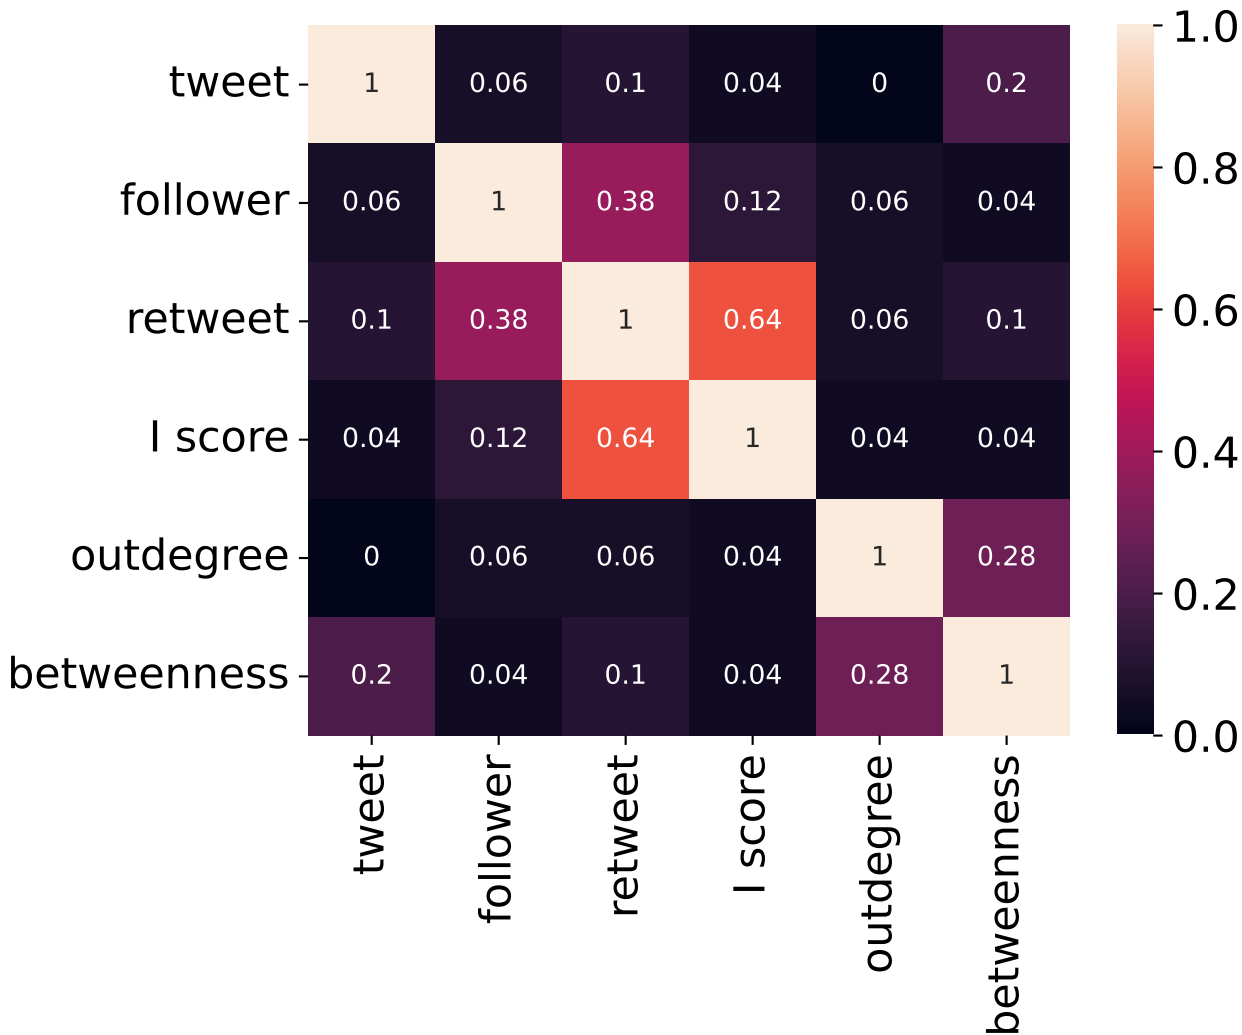 tweet 1 0.06 0.1 0.04 0 0.2
follower 0.06 1 0.38 0.12 0.06 0.04
retweet 0.1 0.38 1 0.64 0.06 0.1
I score 0.04 0.12 0.64 1 0.04 0.04
outdegree 0 0.06 0.06 0.04 1 0.28
betweenness 0.2 0.04 0.1 0.04 0.28 1
tweet
follower
retweet
I score
outdegree
betweenness
1.0
0.8
0.6
0.4
0.2
0.0